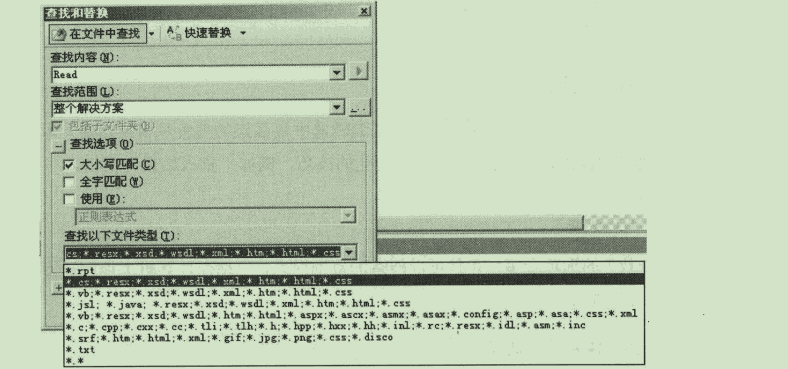 查找和替换
在文件中查找 快速替换
查找内容(N):
Read
查找范围(L):
整个解决方案
包括子文件夹(B)
查找选项(O)
大小写匹配(C)
全字匹配(W)
使用(E):
正则表达式
查找以下文件类型(T):
cs;*.resx;*.xsd;*.wsdl;*.xml;*.htm;*.html;*.css
*.rpt
*.cs;*.resx;*.xsd;*.wsdl;*.xml;*.htm;*.html;*.css
*.vb;*.resx;*.xsd;*.wsdl;*.xml;*.htm;*.html;*.css
*.jsl; *.java; *.resx;*.xsd;*.wsdl;*.xml;*.htm;*.html;*.css
*.vb;*.resx;*.xsd;*.wsdl;*.htm;*.html;*.aspx;*.ascx;*.asmx;*.asax;*.config;*.asp;*.asa;*.css;*.xml
*.c;*.cpp;*.cxx;*.cc;*.tli;*.tlh;*.h;*.hpp;*.hxx;*.hh;*.inl;*.rc;*.resx;*.idl;*.asm;*.inc
*.srf;*.htm;*.html;*.xml;*.gif;*.jpg;*.png;*.css;*.disco
*.txt
*.*